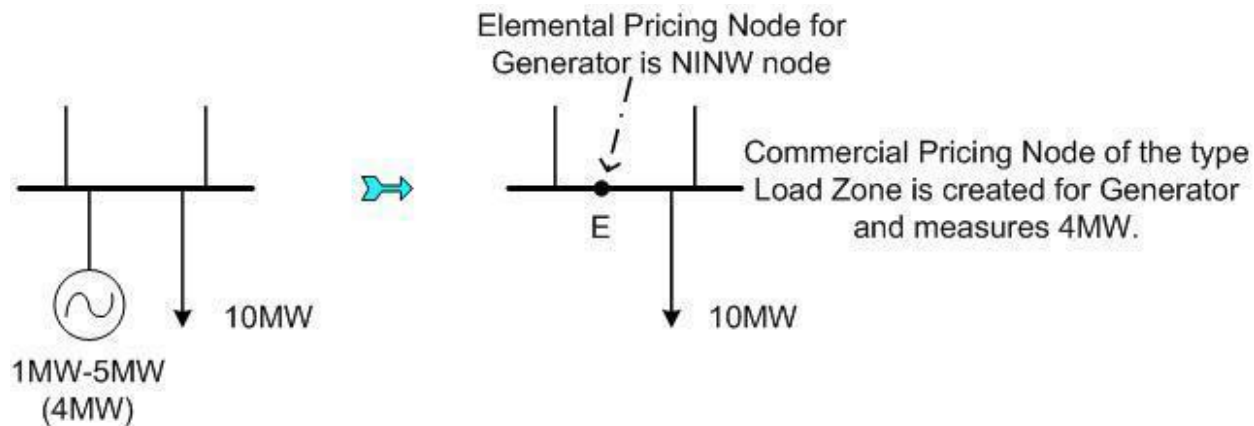 Elemental Pricing Node for
Generator is NINW node
Commercial Pricing Node of the type
Load Zone is created for Generator
and measures 4MW.
E
10MW
10MW
1MW-5MW
(4MW)